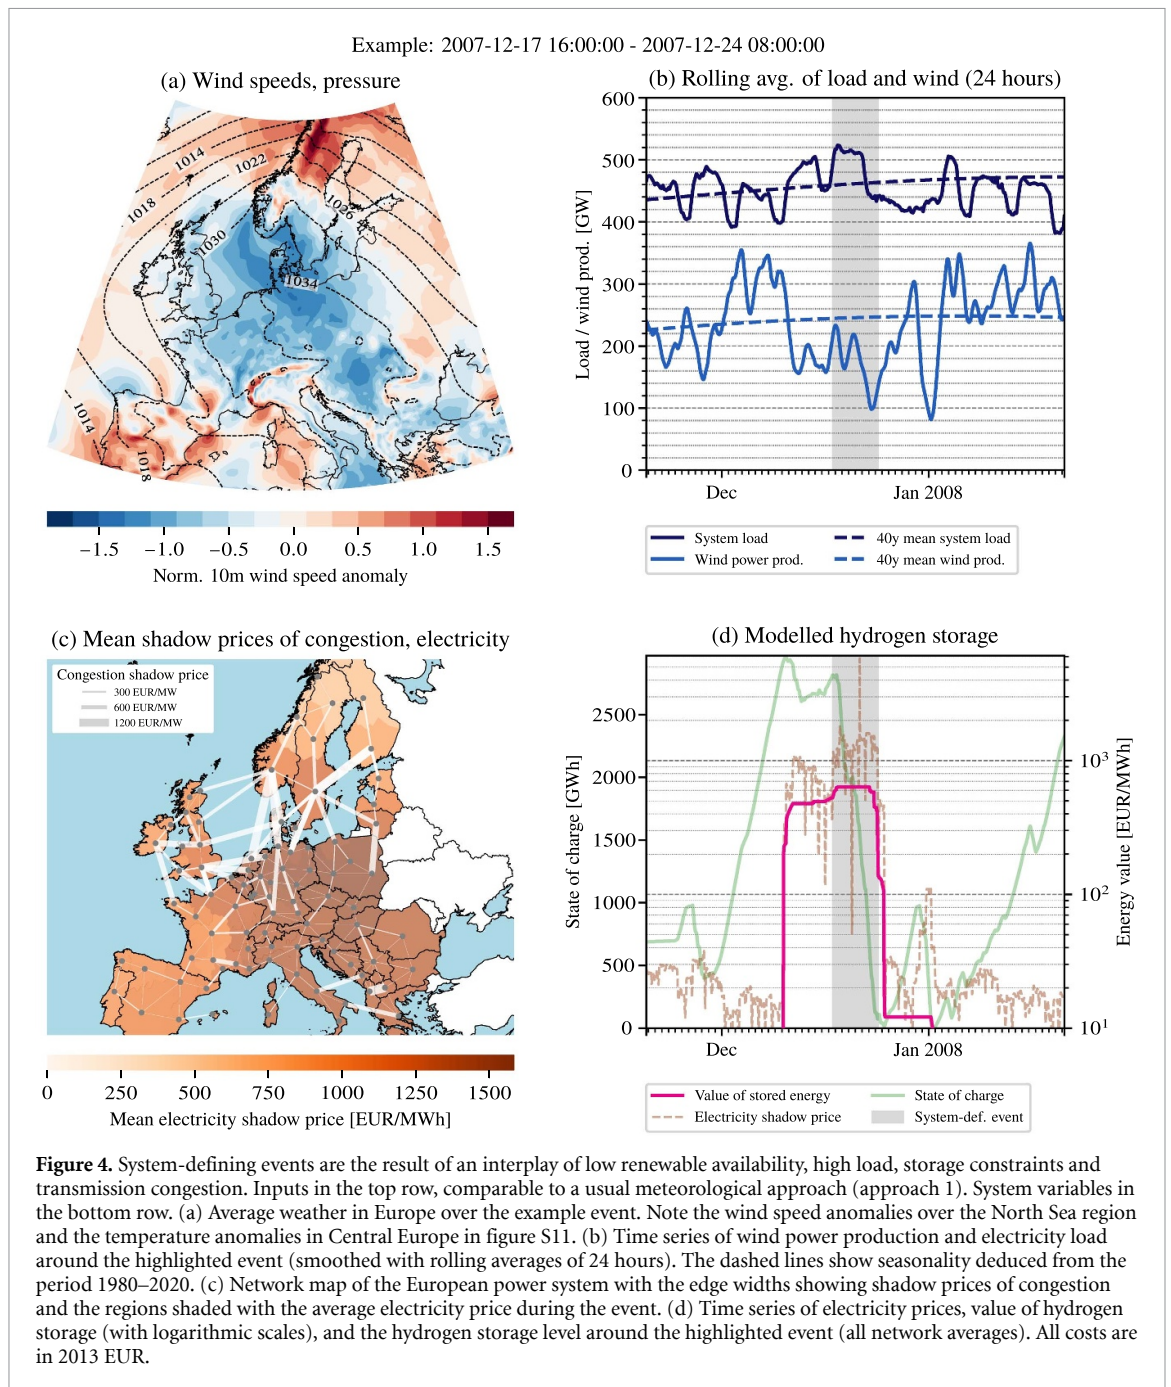 Example: 2007-12-17 16:00:00 - 2007-12-24 08:00:00
(a) Wind speeds, pressure
1014
1022
1018
1026
1030
1034
1014
1018
−1.5 −1.0 −0.5 0.0 0.5 1.0 1.5
Norm. 10m wind speed anomaly
(b) Rolling avg. of load and wind (24 hours)
600
500
400
300
200
100
0
Load / wind prod. [GW]
Dec Jan 2008
System load 40y mean system load
Wind power prod. 40y mean wind prod.
(c) Mean shadow prices of congestion, electricity
Congestion shadow price
300 EUR/MW
600 EUR/MW
1200 EUR/MW
0 250 500 750 1000 1250 1500
Mean electricity shadow price [EUR/MWh]
(d) Modelled hydrogen storage
2500
2000
1500
1000
500
0
State of charge [GWh]
10³
10²
10¹
Energy value [EUR/MWh]
Dec Jan 2008
Value of stored energy State of charge
Electricity shadow price System-def. event
Figure 4. System-defining events are the result of an interplay of low renewable availability, high load, storage constraints and
transmission congestion. Inputs in the top row, comparable to a usual meteorological approach (approach 1). System variables in
the bottom row. (a) Average weather in Europe over the example event. Note the wind speed anomalies over the North Sea region
and the temperature anomalies in Central Europe in figure S11. (b) Time series of wind power production and electricity load
around the highlighted event (smoothed with rolling averages of 24 hours). The dashed lines show seasonality deduced from the
period 1980–2020. (c) Network map of the European power system with the edge widths showing shadow prices of congestion
and the regions shaded with the average electricity price during the event. (d) Time series of electricity prices, value of hydrogen
storage (with logarithmic scales), and the hydrogen storage level around the highlighted event (all network averages). All costs are
in 2013 EUR.